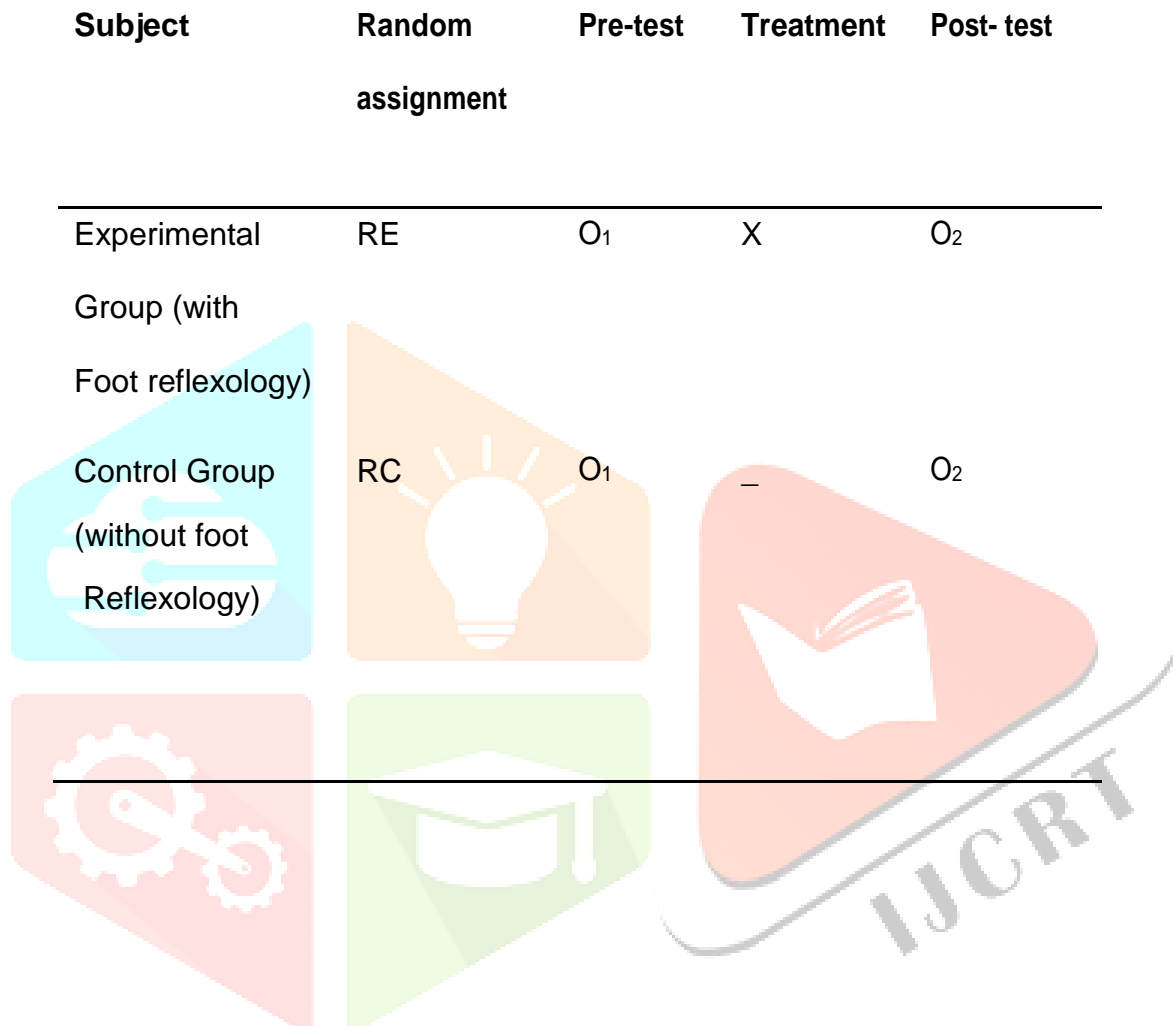 Subject Random Pre-test Treatment Post- test
assignment
Experimental RE O₁ X O₂
Group (with
Foot reflexology)
Control Group RC O₁ _ O₂
(without foot
Reflexology)
IJCRT